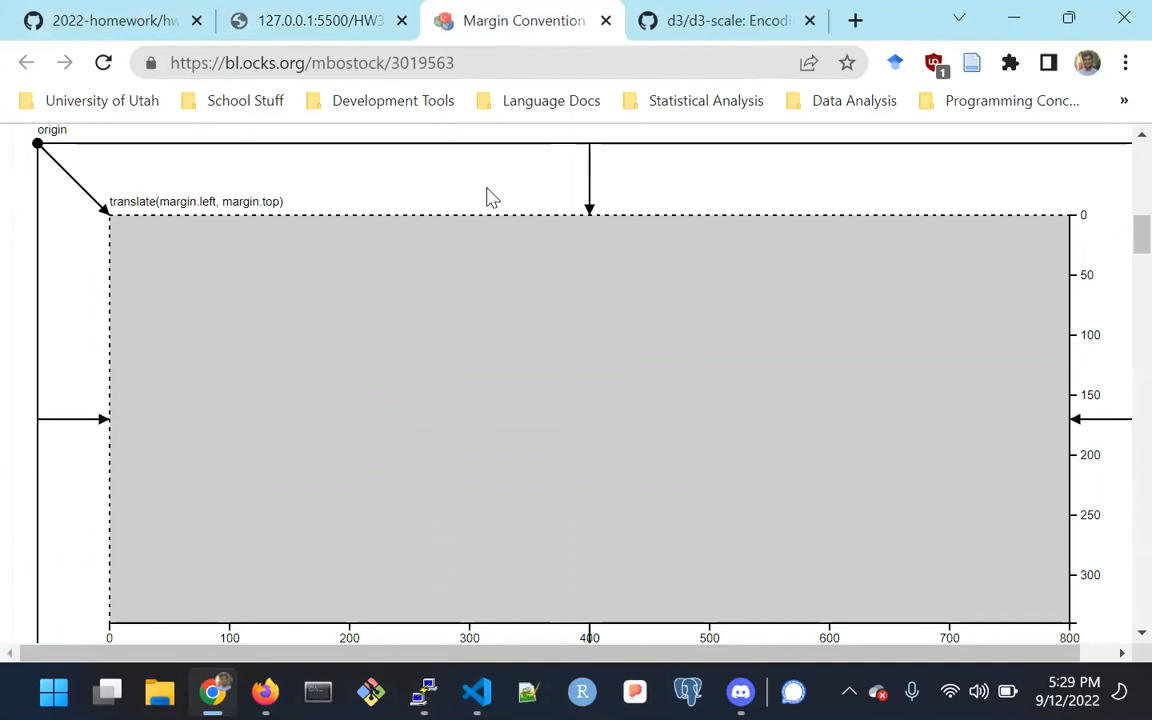 2022-homework/hw
127.0.0.1:5500/HW3
Margin Convention
d3/d3-scale: Encodi
https://bl.ocks.org/mbostock/3019563
1
University of Utah
School Stuff
Development Tools
Language Docs
Statistical Analysis
Data Analysis
Programming Conc...
»
origin
translate(margin.left, margin.top)
0
50
100
150
200
250
300
0 100 200 300 400 500 600 700 800
R
5:29 PM
9/12/2022